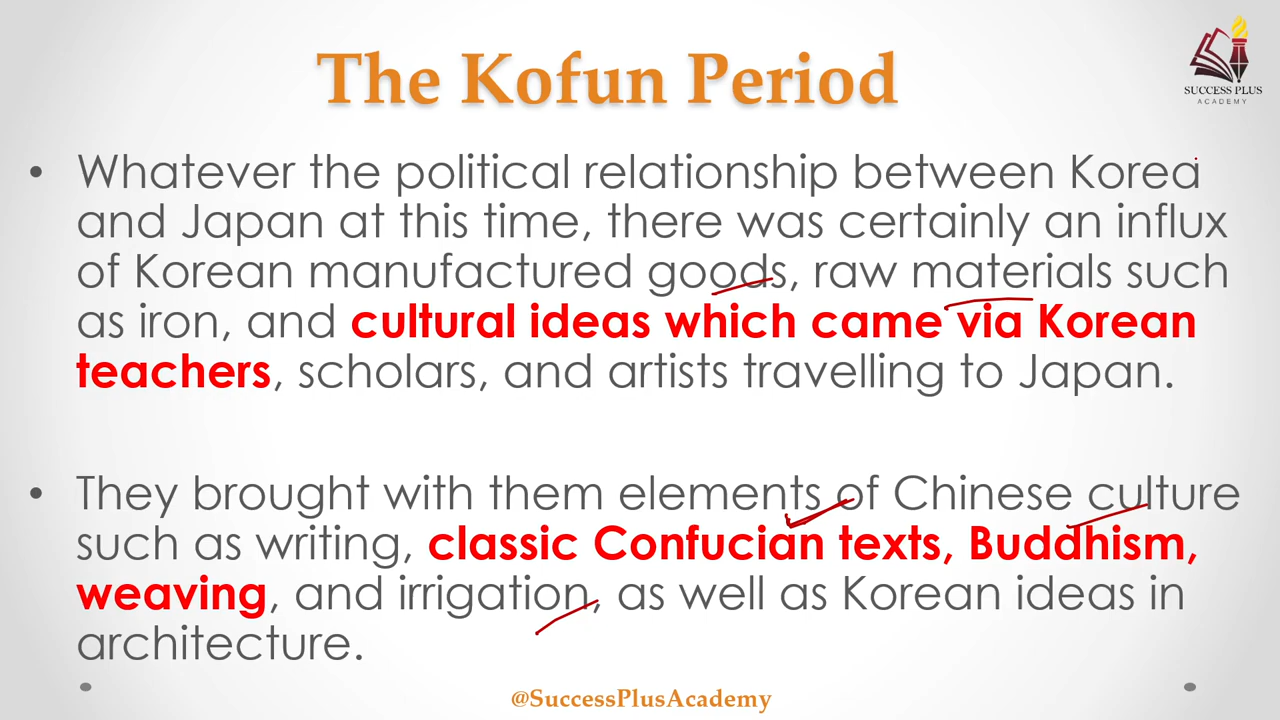 The Kofun Period
SUCCESS PLUS
ACADEMY
• Whatever the political relationship between Korea
and Japan at this time, there was certainly an influx
of Korean manufactured goods, raw materials such
as iron, and cultural ideas which came via Korean
teachers, scholars, and artists travelling to Japan.
• They brought with them elements of Chinese culture
such as writing, classic Confucian texts, Buddhism,
weaving, and irrigation, as well as Korean ideas in
architecture.
@SuccessPlusAcademy